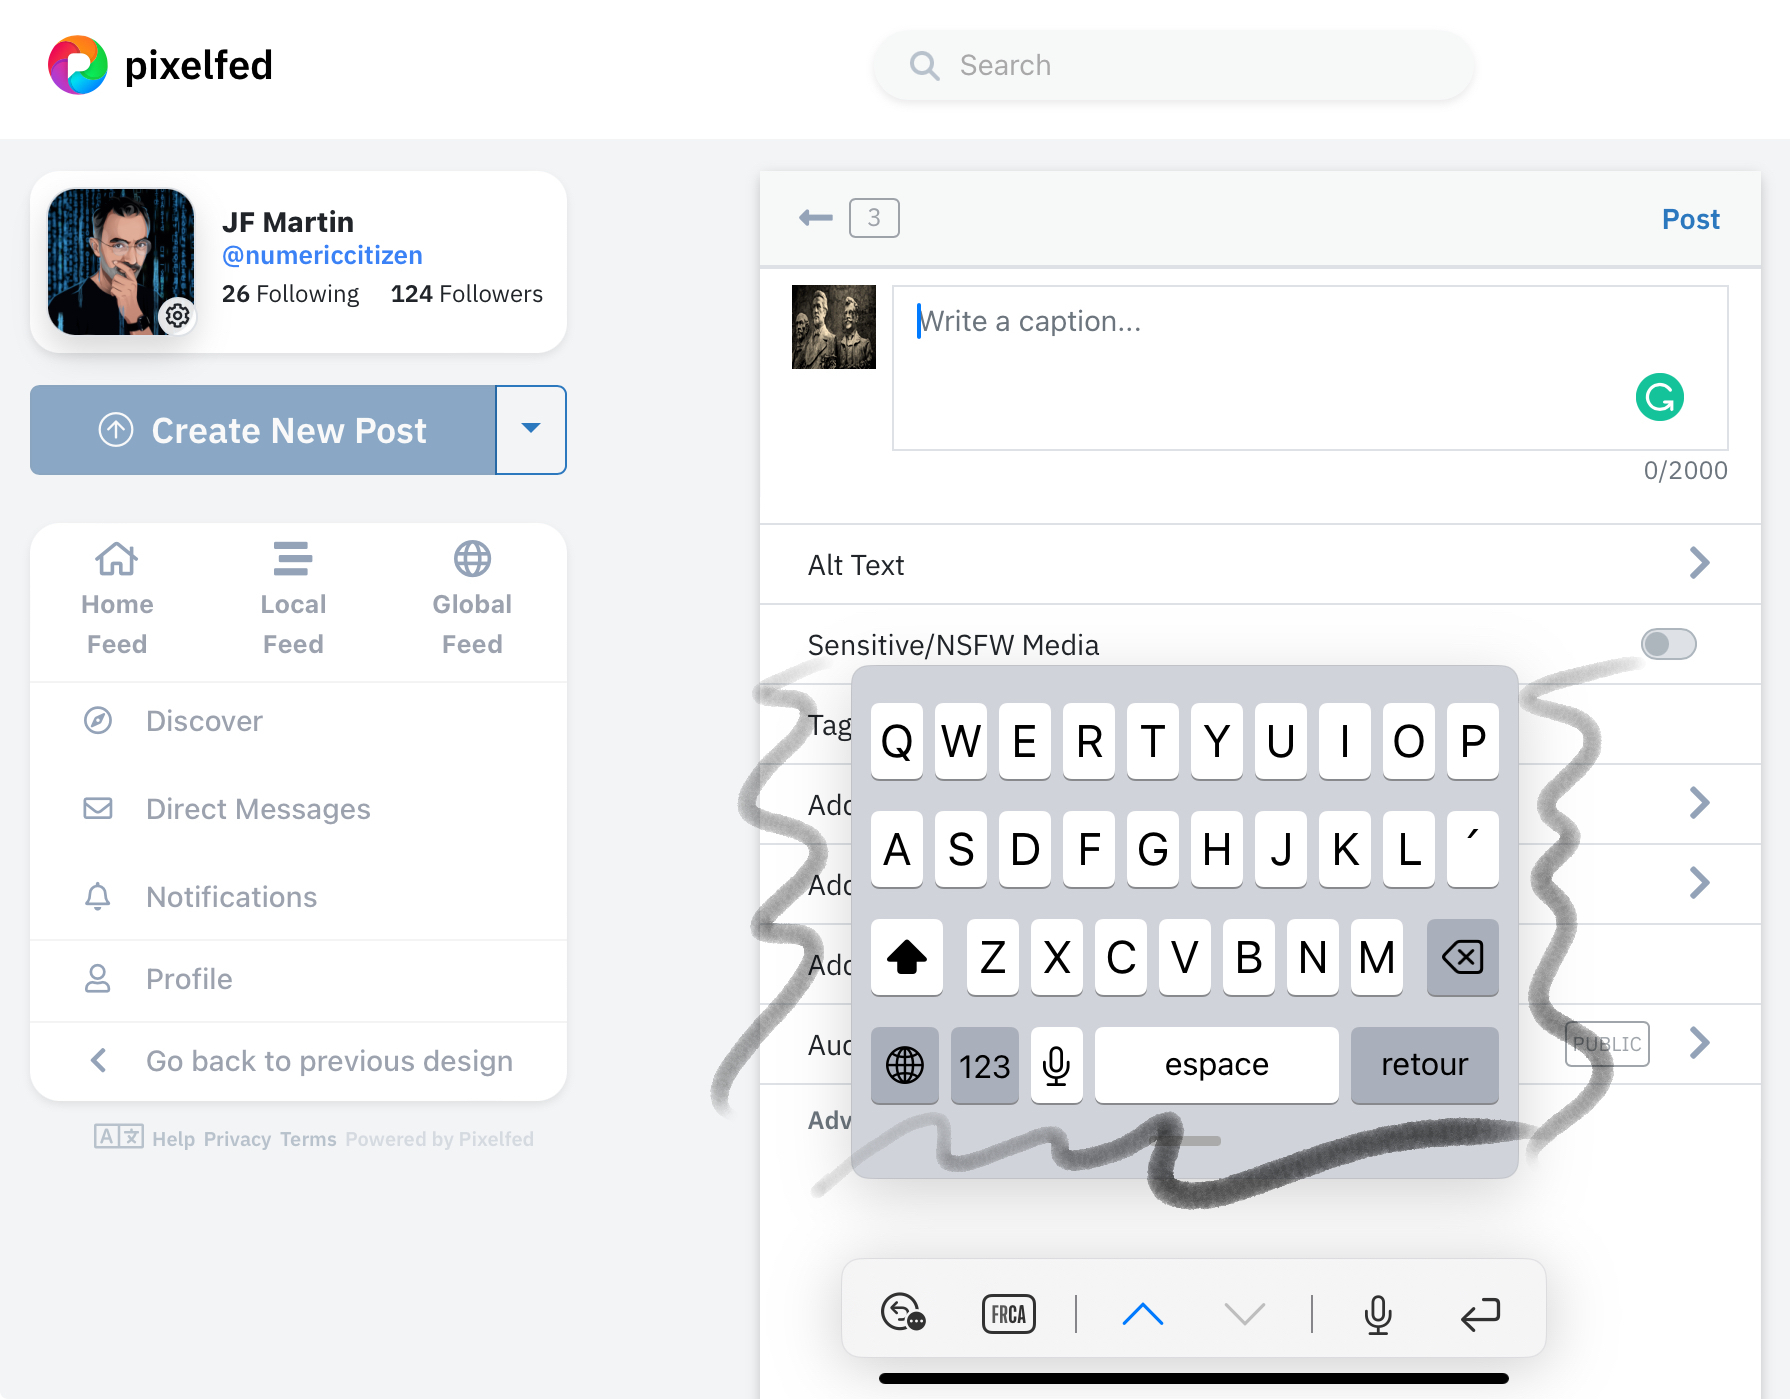 pixelfed
Search
JF Martin
@numericcitizen
26 Following 124 Followers
Create New Post
Home Feed
Local Feed
Global Feed
Discover
Direct Messages
Notifications
Profile
Go back to previous design
Help Privacy Terms Powered by Pixelfed
3
Post
Write a caption...
0/2000
Alt Text
Sensitive/NSFW Media
Tag
Add
Add
Add
Aud
PUBLIC
Adv
Q W E R T Y U I O P
A S D F G H J K L ´
Z X C V B N M
123 espace retour
FRCA